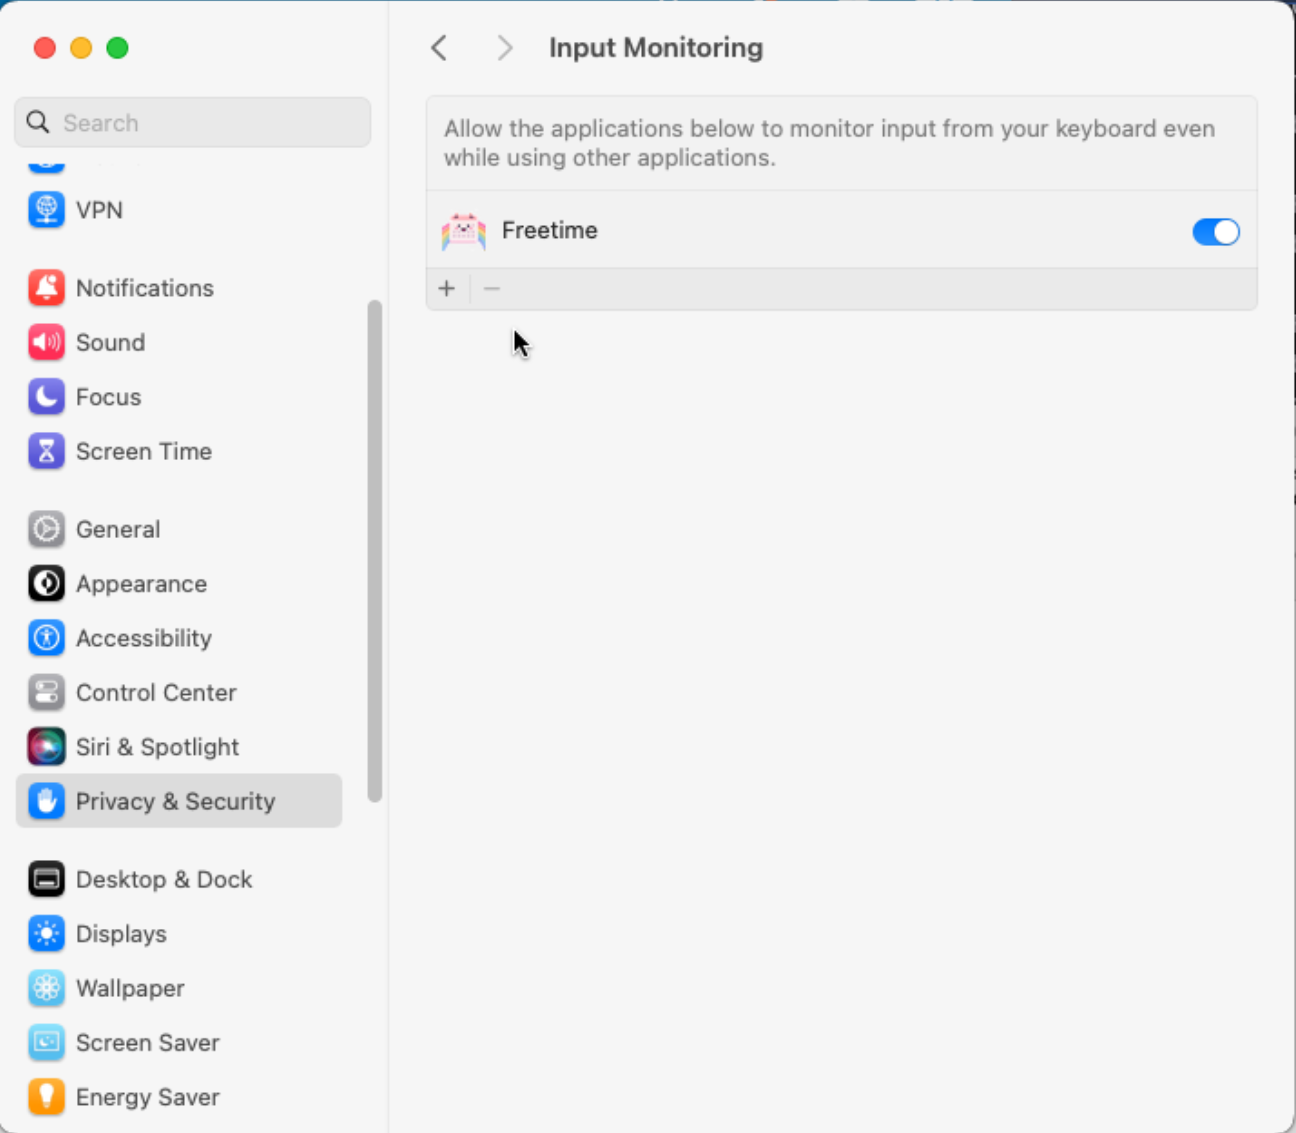 Input Monitoring
Search
VPN
Notifications
Sound
Focus
Screen Time
General
Appearance
Accessibility
Control Center
Siri & Spotlight
Privacy & Security
Desktop & Dock
Displays
Wallpaper
Screen Saver
Energy Saver
Allow the applications below to monitor input from your keyboard even
while using other applications.
Freetime